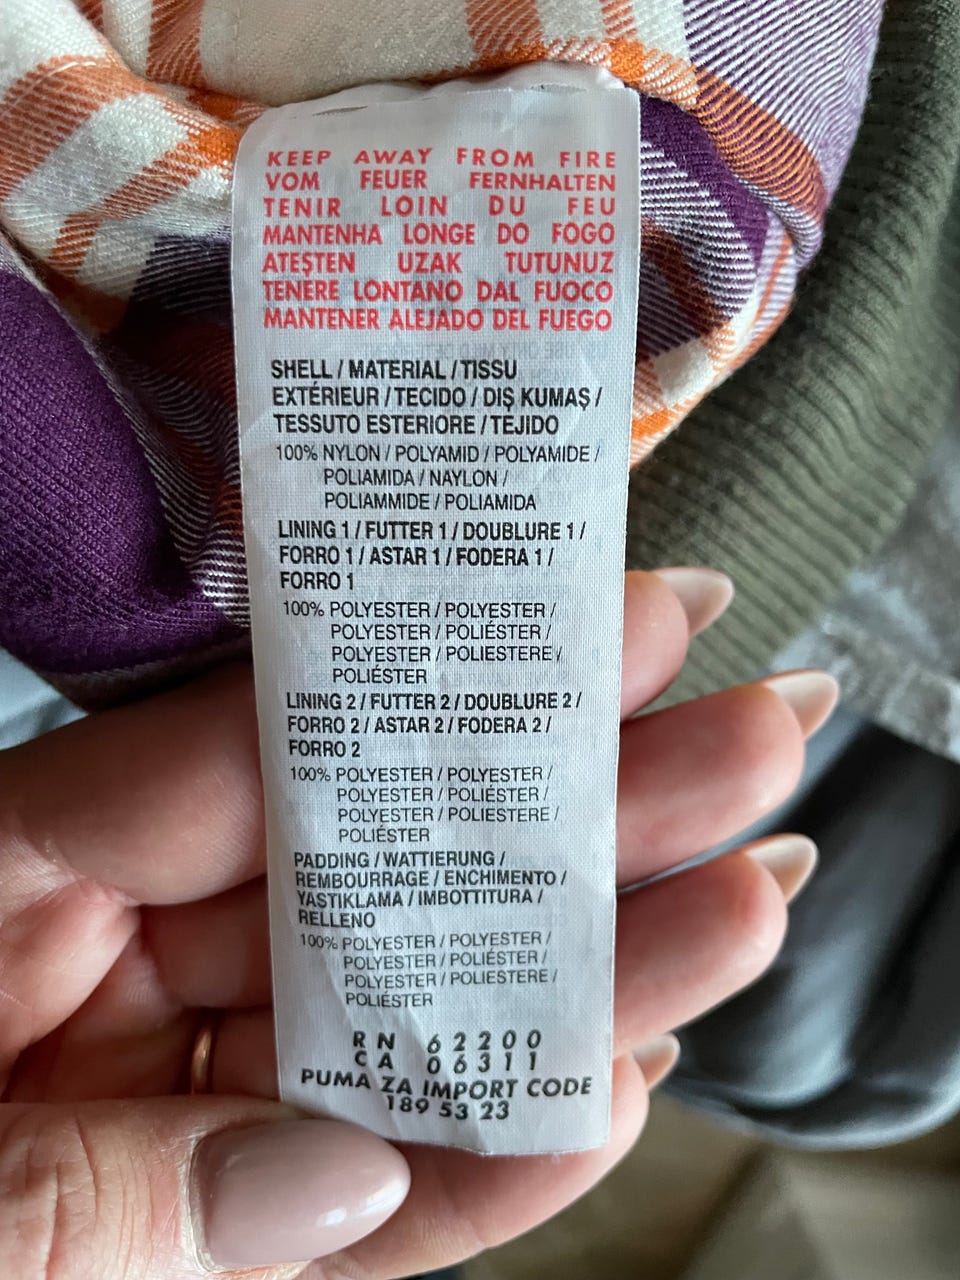 KEEP AWAY FROM FIRE
VOM FEUER FERNHALTEN
TENIR LOIN DU FEU
MANTENHA LONGE DO FOGO
ATEŞTEN UZAK TUTUNUZ
TENERE LONTANO DAL FUOCO
MANTENER ALEJADO DEL FUEGO
SHELL / MATERIAL / TISSU
EXTÉRIEUR / TECIDO / DIŞ KUMAŞ /
TESSUTO ESTERIORE / TEJIDO
100% NYLON / POLYAMID / POLYAMIDE /
POLIAMIDA / NAYLON /
POLIAMMIDE / POLIAMIDA
LINING 1 / FUTTER 1 / DOUBLURE 1 /
FORRO 1 / ASTAR 1 / FODERA 1 /
FORRO 1
100% POLYESTER / POLYESTER /
POLYESTER / POLIÉSTER /
POLYESTER / POLIESTERE /
POLIÉSTER
LINING 2 / FUTTER 2 / DOUBLURE 2 /
FORRO 2 / ASTAR 2 / FODERA 2 /
FORRO 2
100% POLYESTER / POLYESTER /
POLYESTER / POLIÉSTER /
POLYESTER / POLIESTERE /
POLIÉSTER
PADDING / WATTIERUNG /
REMBOURRAGE / ENCHIMENTO /
YASTIKLAMA / IMBOTTITURA /
RELLENO
100% POLYESTER / POLYESTER /
POLYESTER / POLIÉSTER /
POLYESTER / POLIESTERE /
POLIÉSTER
RN 62200
CA 06311
PUMA ZA IMPORT CODE
189 53 23